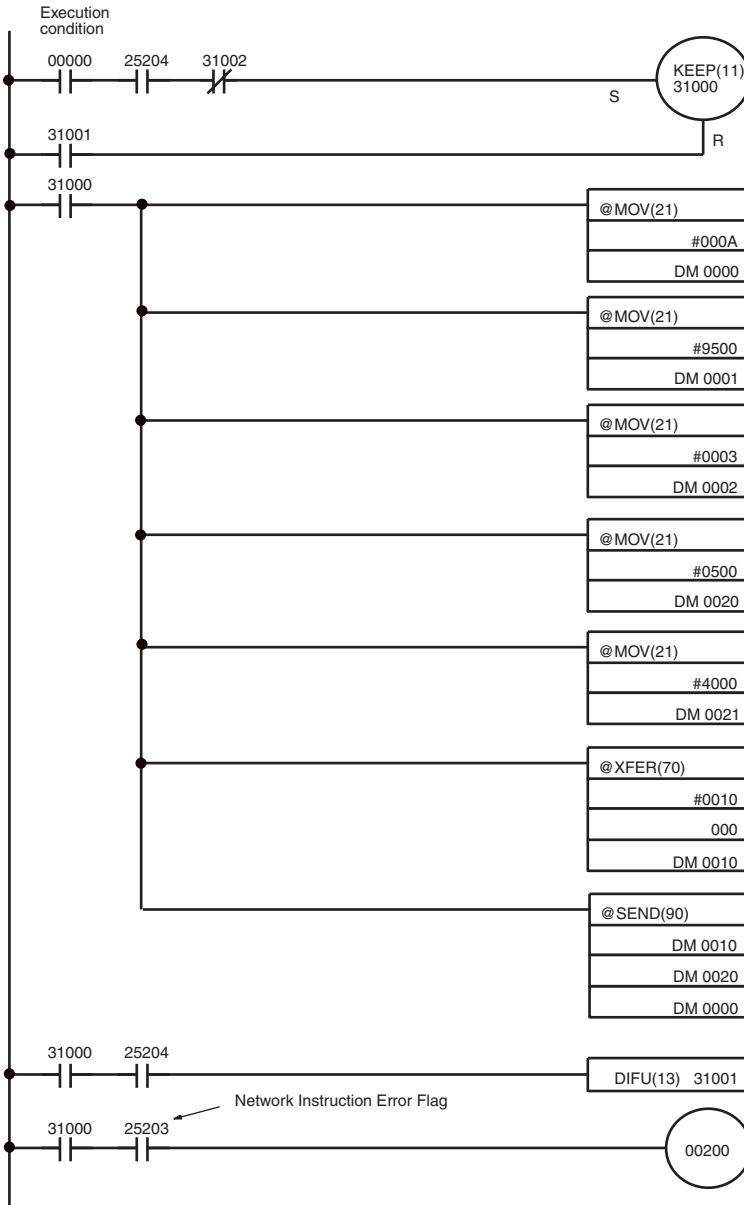 Execution
condition
00000 25204 31002
KEEP(11)
31000
S
R
31001
31000
@MOV(21)
#000A
DM 0000
@MOV(21)
#9500
DM 0001
@MOV(21)
#0003
DM 0002
@MOV(21)
#0500
DM 0020
@MOV(21)
#4000
DM 0021
@XFER(70)
#0010
000
DM 0010
@SEND(90)
DM 0010
DM 0020
DM 0000
31000 25204
DIFU(13) 31001
Network Instruction Error Flag
31000 25203
00200